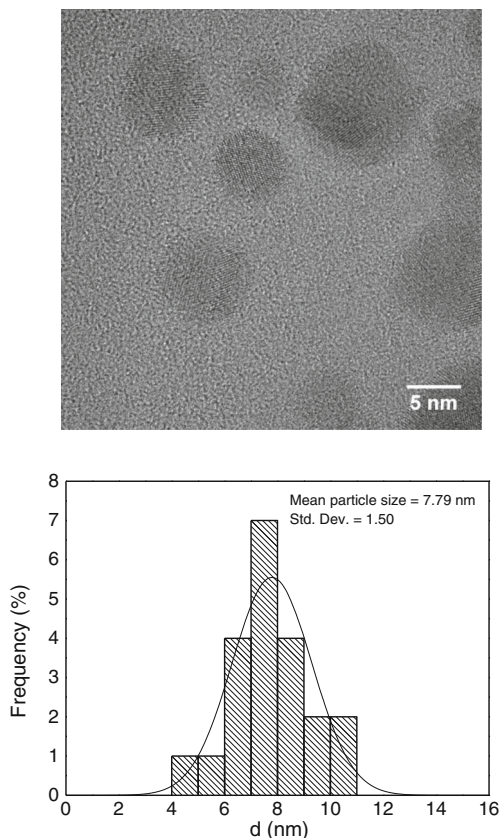 5 nm
8
Mean particle size = 7.79 nm
7
Std. Dev. = 1.50
6
5
4
3
2
1
0
Frequency (%)
0 2 4 6 8 10 12 14 16
d (nm)